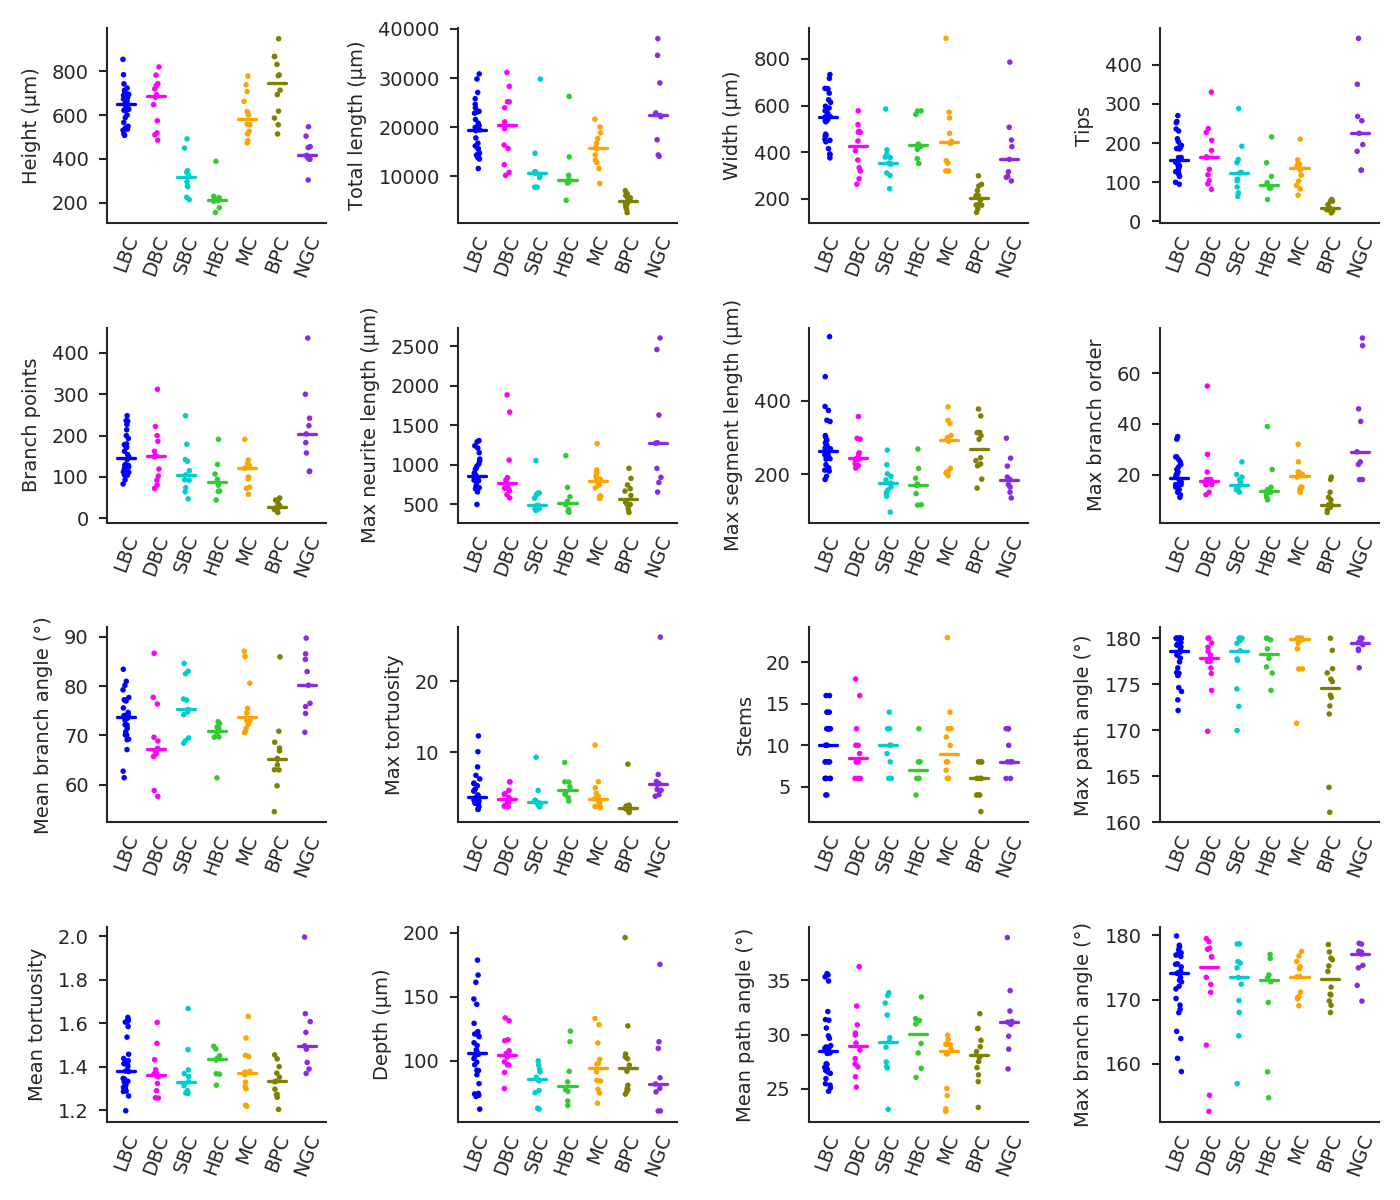 Height (μm)
800
600
400
200
LBC DBC SBC HBC MC BPC NGC
Total length (μm)
40000
30000
20000
10000
LBC DBC SBC HBC MC BPC NGC
Width (μm)
800
600
400
200
LBC DBC SBC HBC MC BPC NGC
Tips
400
300
200
100
0
LBC DBC SBC HBC MC BPC NGC
Branch points
400
300
200
100
0
LBC DBC SBC HBC MC BPC NGC
Max neurite length (μm)
2500
2000
1500
1000
500
LBC DBC SBC HBC MC BPC NGC
Max segment length (μm)
400
200
LBC DBC SBC HBC MC BPC NGC
Max branch order
60
40
20
LBC DBC SBC HBC MC BPC NGC
Mean branch angle (°)
90
80
70
60
LBC DBC SBC HBC MC BPC NGC
Max tortuosity
20
10
LBC DBC SBC HBC MC BPC NGC
Stems
20
15
10
5
LBC DBC SBC HBC MC BPC NGC
Max path angle (°)
180
175
170
165
160
LBC DBC SBC HBC MC BPC NGC
Mean tortuosity
2.0
1.8
1.6
1.4
1.2
LBC DBC SBC HBC MC BPC NGC
Depth (μm)
200
150
100
LBC DBC SBC HBC MC BPC NGC
Mean path angle (°)
35
30
25
LBC DBC SBC HBC MC BPC NGC
Max branch angle (°)
180
170
160
LBC DBC SBC HBC MC BPC NGC